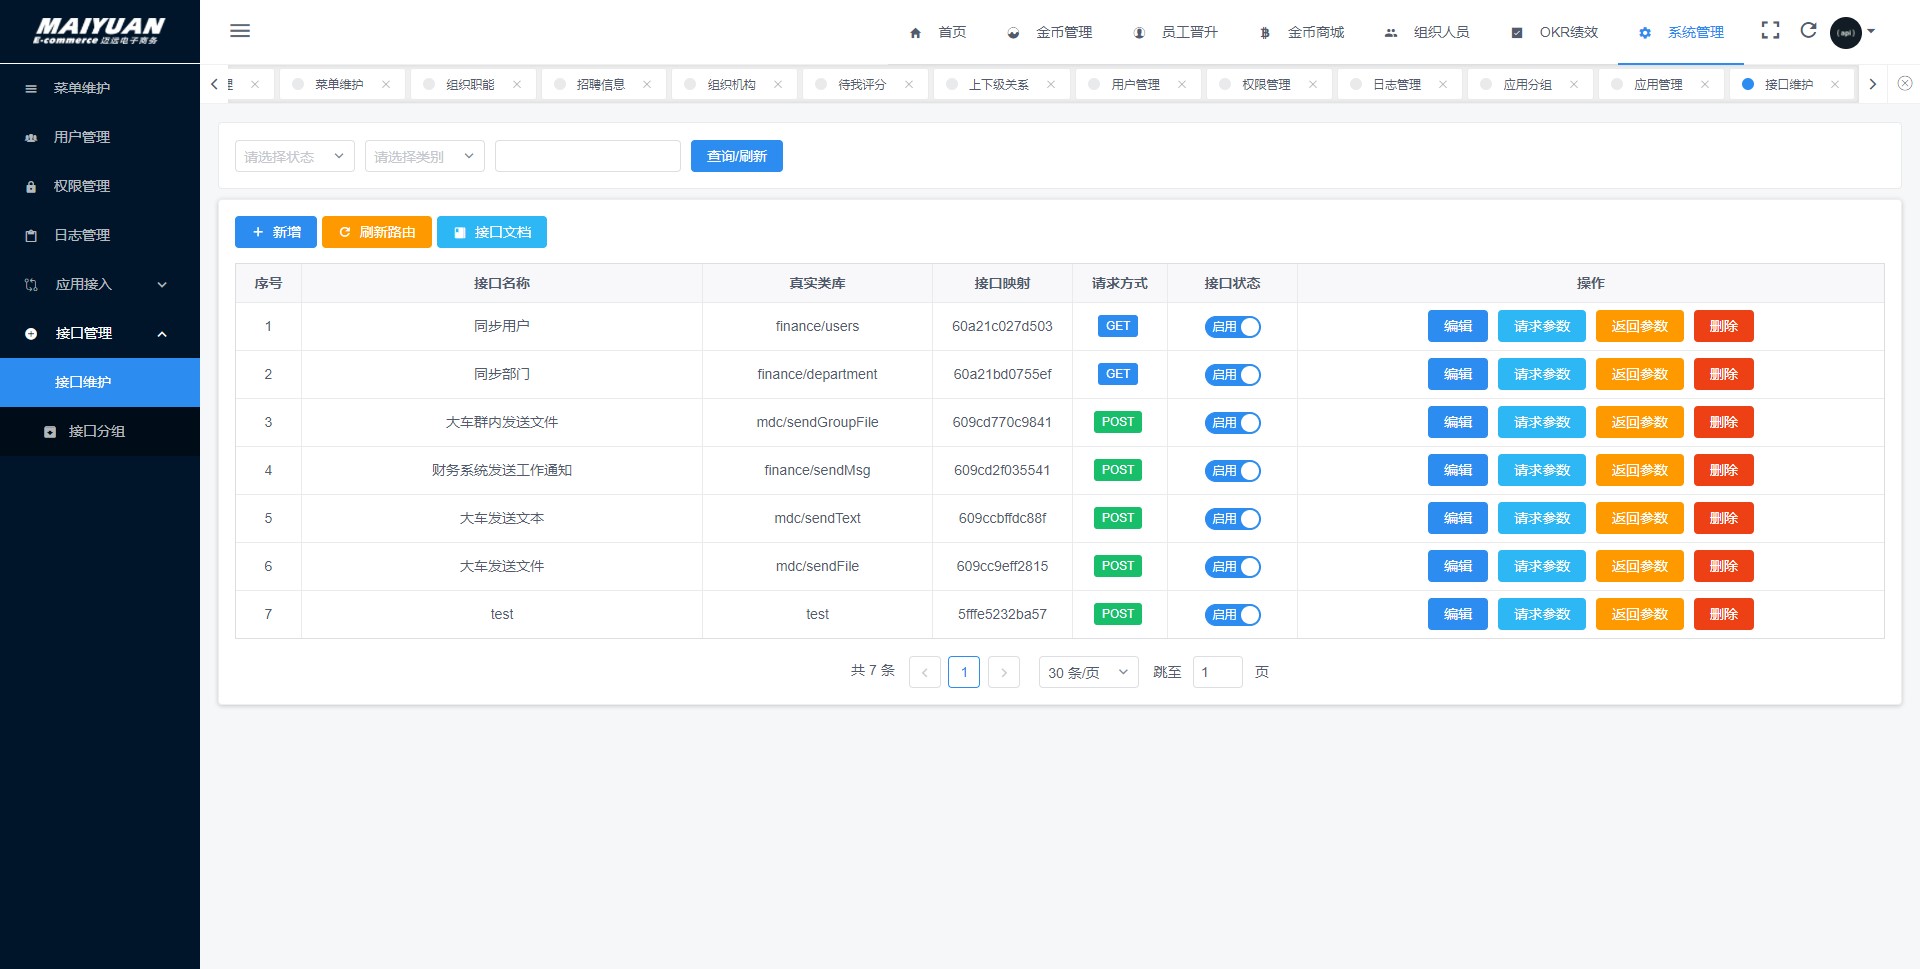 MAIYUAN
E-commerce 迈远电子商务
首页 金币管理 员工晋升 金币商城 组织人员 OKR绩效 系统管理 (api)
菜单维护 组织职能 招聘信息 组织机构 待我评分 上下级关系 用户管理 权限管理 日志管理 应用分组 应用管理 接口维护
菜单维护
用户管理
权限管理
日志管理
应用接入
接口管理
接口维护
接口分组
请选择状态 请选择类别 查询/刷新
新增 刷新路由 接口文档
序号 接口名称 真实类库 接口映射 请求方式 接口状态 操作
1 同步用户 finance/users 60a21c027d503 GET 启用 编辑 请求参数 返回参数 删除
2 同步部门 finance/department 60a21bd0755ef GET 启用 编辑 请求参数 返回参数 删除
3 大车群内发送文件 mdc/sendGroupFile 609cd770c9841 POST 启用 编辑 请求参数 返回参数 删除
4 财务系统发送工作通知 finance/sendMsg 609cd2f035541 POST 启用 编辑 请求参数 返回参数 删除
5 大车发送文本 mdc/sendText 609ccbffdc88f POST 启用 编辑 请求参数 返回参数 删除
6 大车发送文件 mdc/sendFile 609cc9eff2815 POST 启用 编辑 请求参数 返回参数 删除
7 test test 5fffe5232ba57 POST 启用 编辑 请求参数 返回参数 删除
共 7 条 1 30 条/页 跳至 1 页